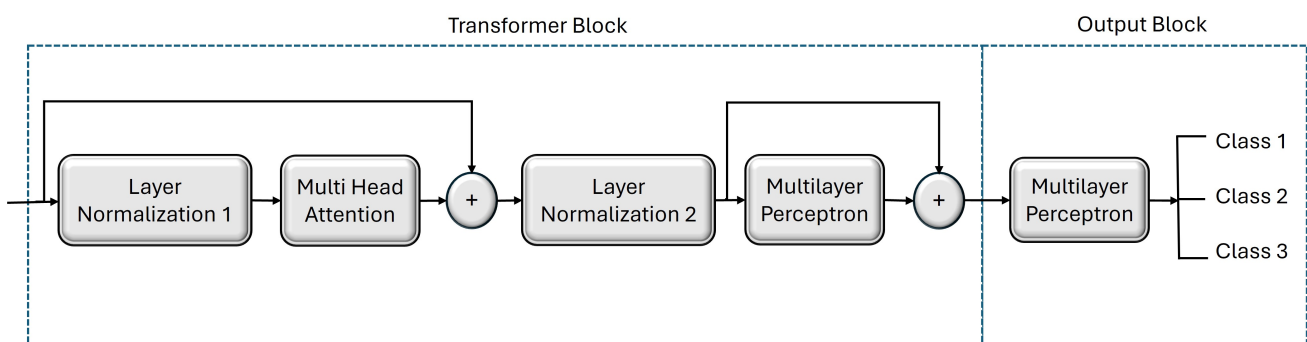 Transformer Block
Output Block
Layer
Normalization 1
Multi Head
Attention
+
Layer
Normalization 2
Multilayer
Perceptron
+
Multilayer
Perceptron
Class 1
Class 2
Class 3